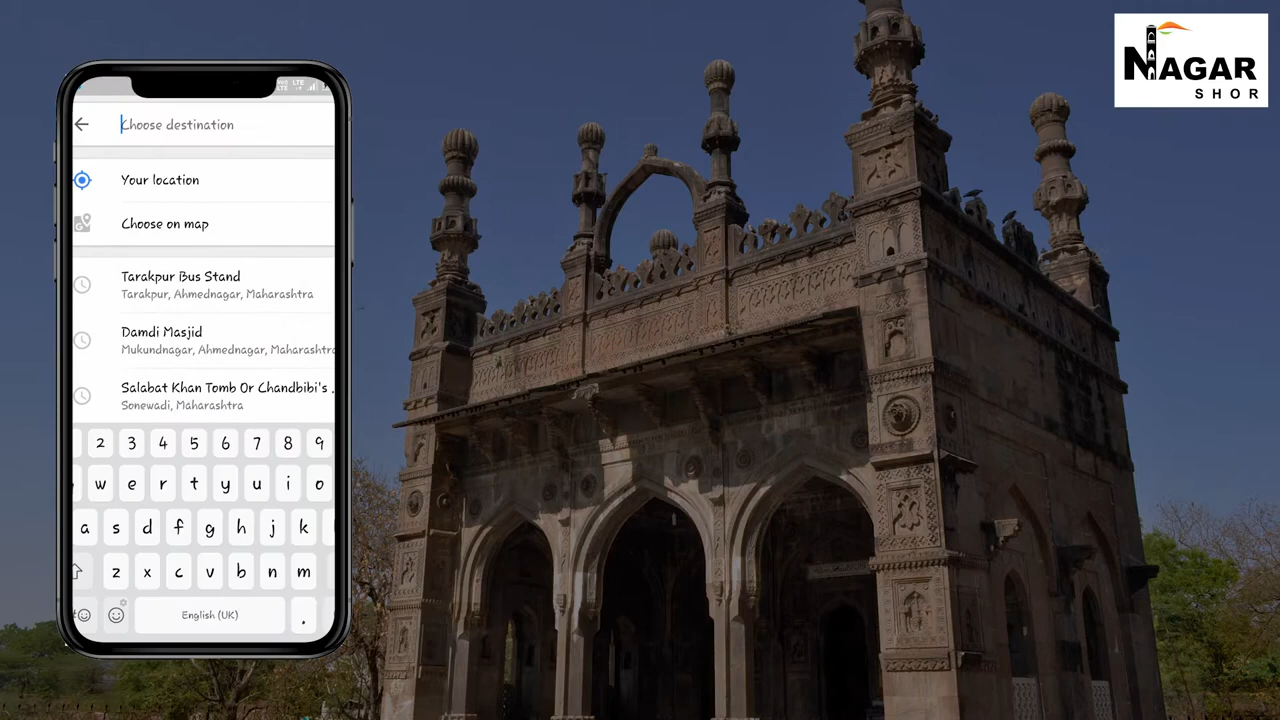 NAGAR
SHOR
LTE
Choose destination
Your location
Choose on map
Tarakpur Bus Stand
Tarakpur, Ahmednagar, Maharashtra
Damdi Masjid
Mukundnagar, Ahmednagar, Maharashtra
Salabat Khan Tomb Or Chandbibi's .
Sonewadi, Maharashtra
2 3 4 5 6 7 8 9
w e r t y u i o
a s d f g h j k
z x c v b n m
English (UK) .